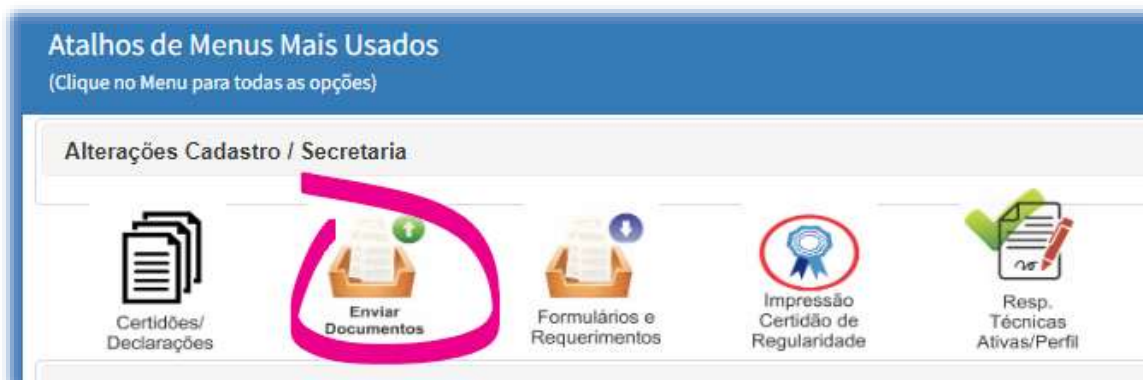 Atalhos de Menus Mais Usados
(Clique no Menu para todas as opções)
Alterações Cadastro / Secretaria
Certidões/
Declarações
Enviar
Documentos
Formulários e
Requerimentos
Impressão
Certidão de
Regularidade
Resp.
Técnicas
Ativas/Perfil